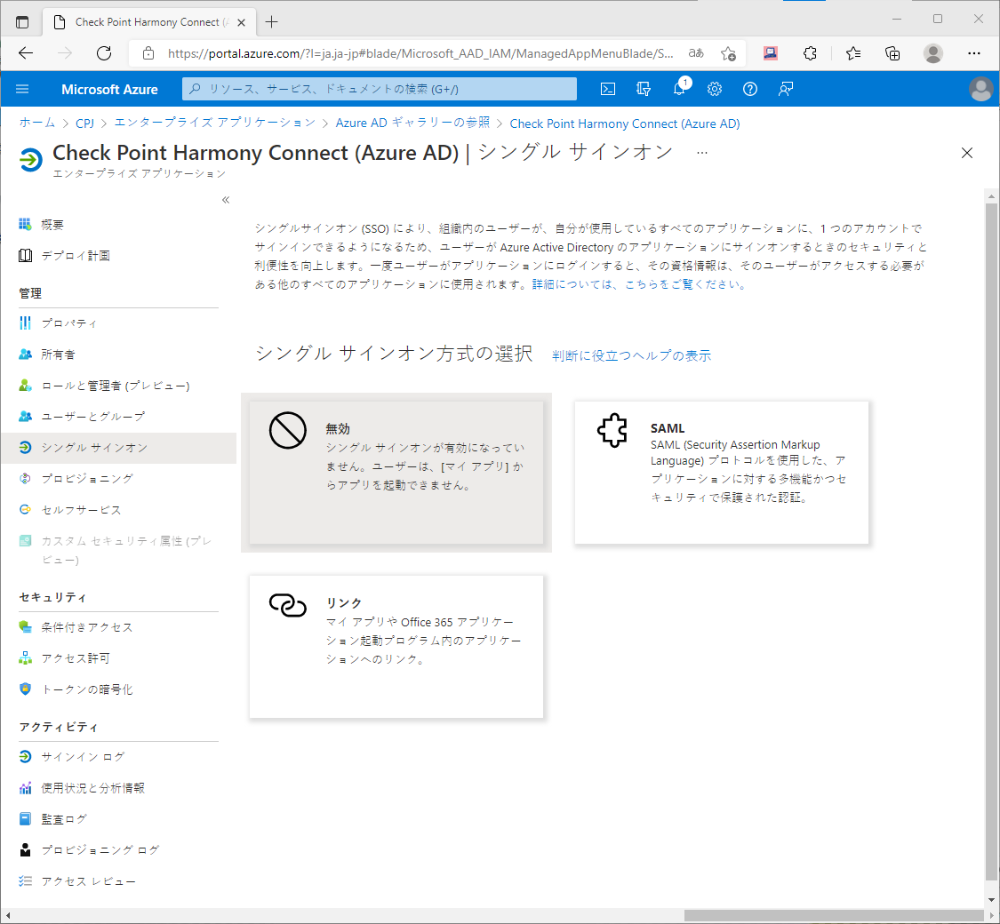 Check Point Harmony Connect (A
https://portal.azure.com/?l=ja.ja-jp#blade/Microsoft_AAD_IAM/ManagedAppMenuBlade/S...
ああ
Microsoft Azure
リソース、サービス、ドキュメントの検索 (G+/)
1
ホーム > CPJ > エンタープライズ アプリケーション > Azure AD ギャラリーの参照 > Check Point Harmony Connect (Azure AD)
Check Point Harmony Connect (Azure AD) | シングル サインオン ...
エンタープライズ アプリケーション
«
概要
デプロイ計画
管理
プロパティ
所有者
ロールと管理者 (プレビュー)
ユーザーとグループ
シングル サインオン
プロビジョニング
セルフサービス
カスタム セキュリティ属性 (プレ
ビュー)
セキュリティ
条件付きアクセス
アクセス許可
トークンの暗号化
アクティビティ
サインイン ログ
使用状況と分析情報
監査ログ
プロビジョニング ログ
アクセス レビュー
シングルサインオン (SSO) により、組織内のユーザーが、自分が使用しているすべてのアプリケーションに、1 つのアカウントで
サインインできるようになるため、ユーザーが Azure Active Directory のアプリケーションにサインオンするときのセキュリティと
利便性を向上します。一度ユーザーがアプリケーションにログインすると、その資格情報は、そのユーザーがアクセスする必要が
ある他のすべてのアプリケーションに使用されます。詳細については、こちらをご覧ください。
シングル サインオン方式の選択 判断に役立つヘルプの表示
無効
シングル サインオンが有効になってい
ません。ユーザーは、[マイ アプリ] か
らアプリを起動できません。
SAML
SAML (Security Assertion Markup
Language) プロトコルを使用した、ア
プリケーションに対する多機能かつセ
キュリティで保護された認証。
リンク
マイ アプリや Office 365 アプリケー
ション起動プログラム内のアプリケー
ションへのリンク。